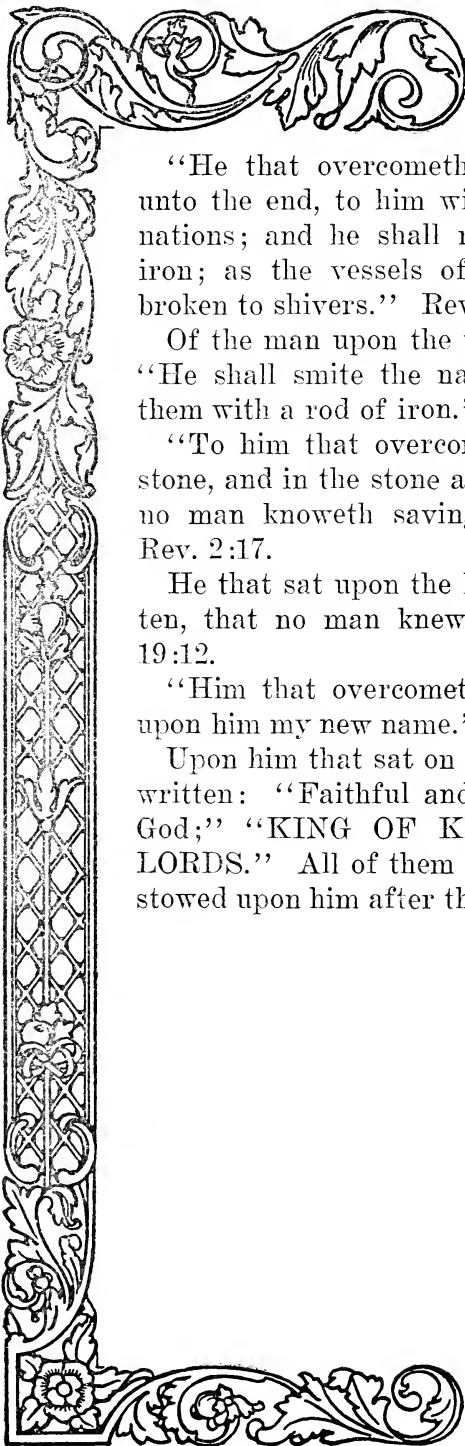 “He that overcometh
unto the end, to him wi
nations; and he shall r
iron; as the vessels of
broken to shivers.” Rev
Of the man upon the
“He shall smite the na
them with a rod of iron.
“To him that overcom
stone, and in the stone a
no man knoweth saving
Rev. 2:17.
He that sat upon the
ten, that no man knew
19:12.
“Him that overcomet
upon him my new name.
Upon him that sat on
written: “Faithful and
God;” “KING OF K
LORDS.” All of them
stowed upon him after th